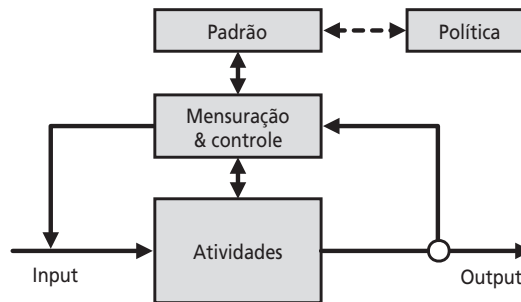 Padrão
Política
Mensuração
& controle
Atividades
Input
Output